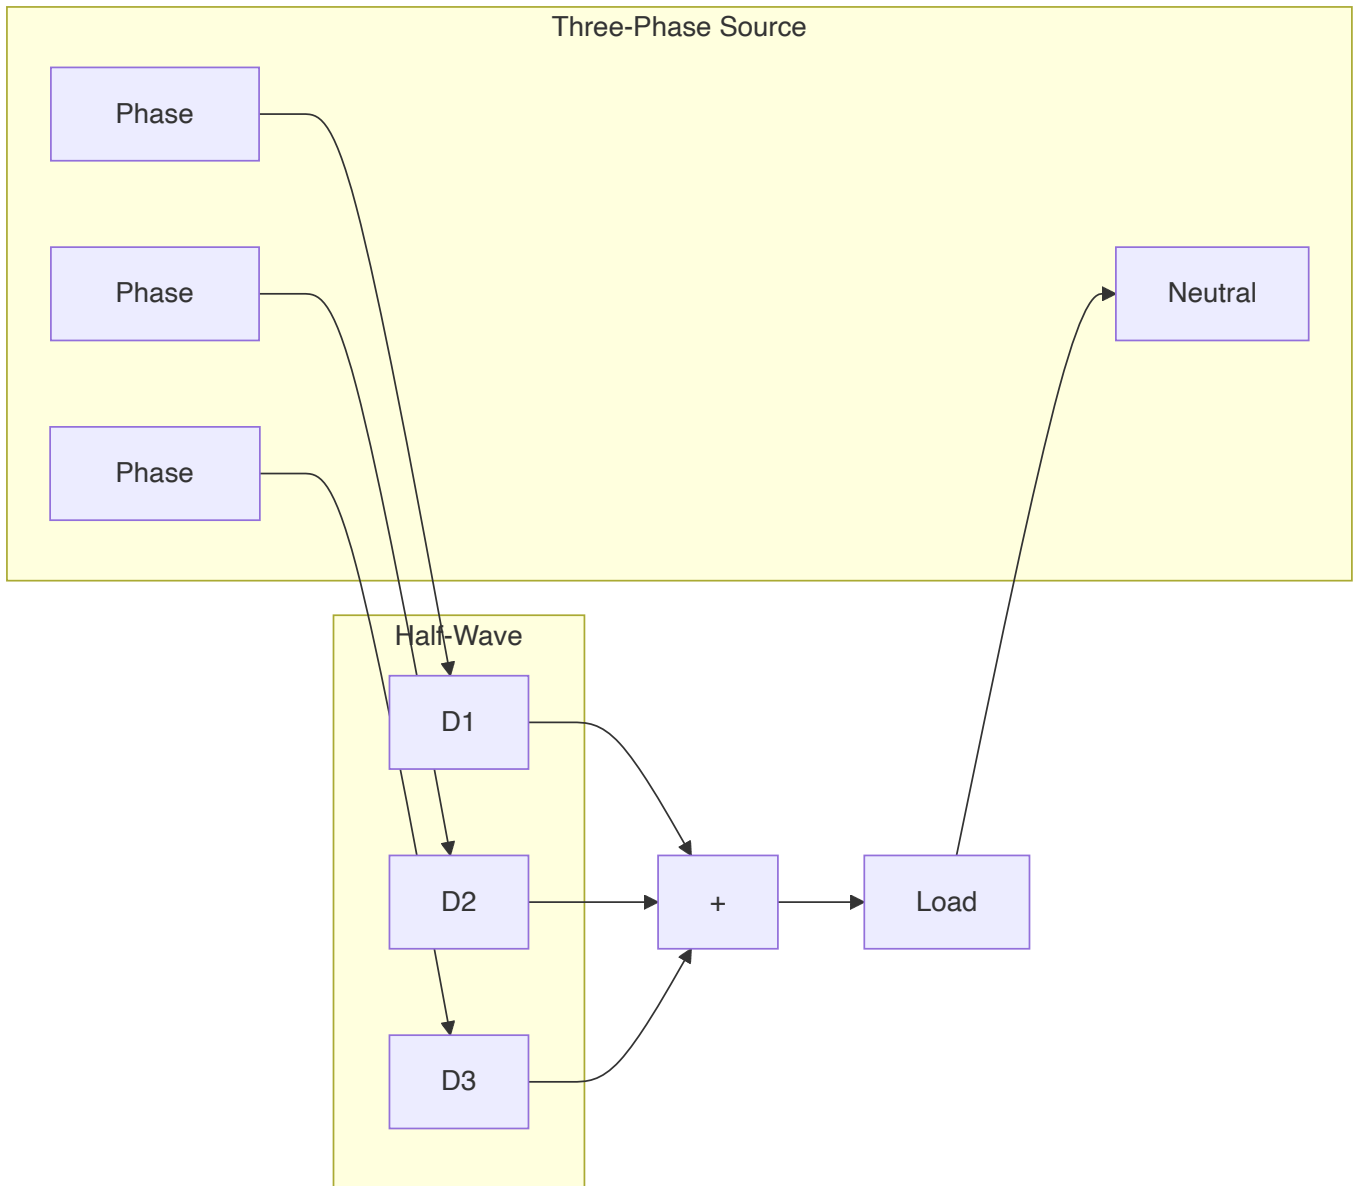 Three-Phase Source
Phase
Phase
Neutral
Phase
Half-Wave
D1
D2
+
Load
D3